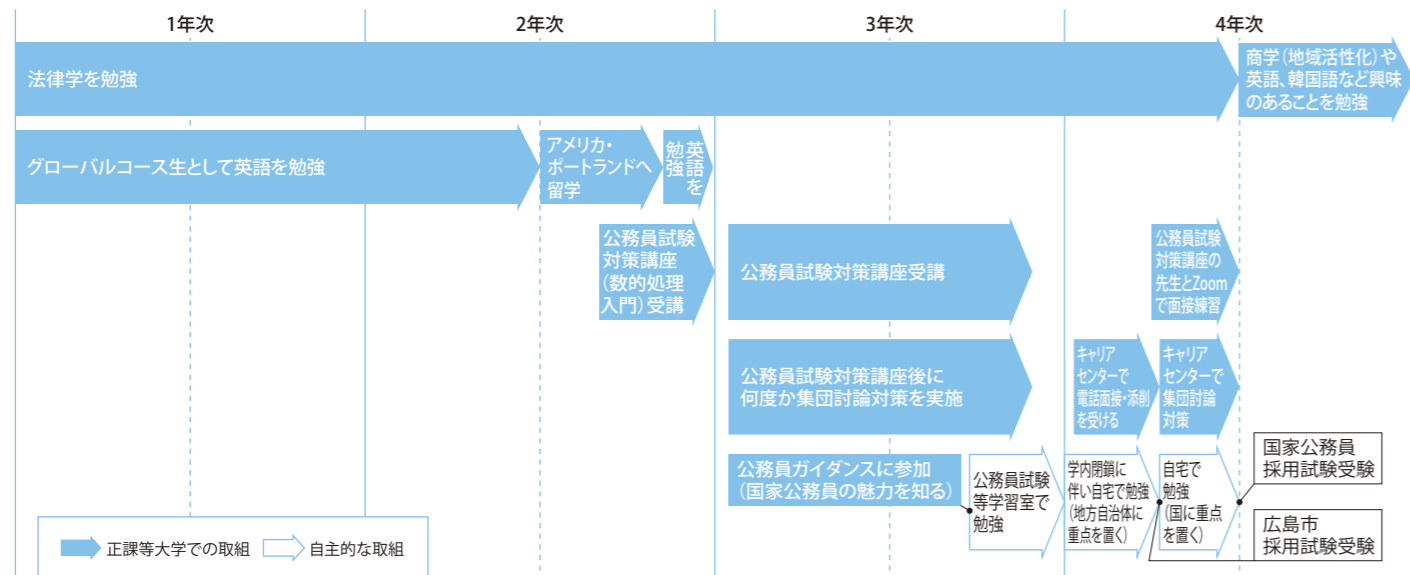 1年次
2年次
3年次
4年次
法律学を勉強
商学（地域活性化）や
英語、韓国語など興味
のあることを勉強
グローバルコース生として英語を勉強
アメリカ・
ポートランドへ
留学
英語を
勉強
公務員試験
対策講座
（数的処理
入門）受講
公務員試験対策講座受講
公務員試験
対策講座の
先生とZoom
で面接練習
公務員試験対策講座後に
何度か集団討論対策を実施
キャリア
センターで
電話面接・添削
を受ける
キャリア
センターで
集団討論
対策
公務員ガイダンスに参加
（国家公務員の魅力を知る）
公務員試験
等学習室で
勉強
学内閉鎖に
伴い自宅で勉強
（地方自治体に
重点を置く）
自宅で
勉強
（国に重点
を置く）
国家公務員
採用試験受験
広島市
採用試験受験
正課等大学での取組
自主的な取組